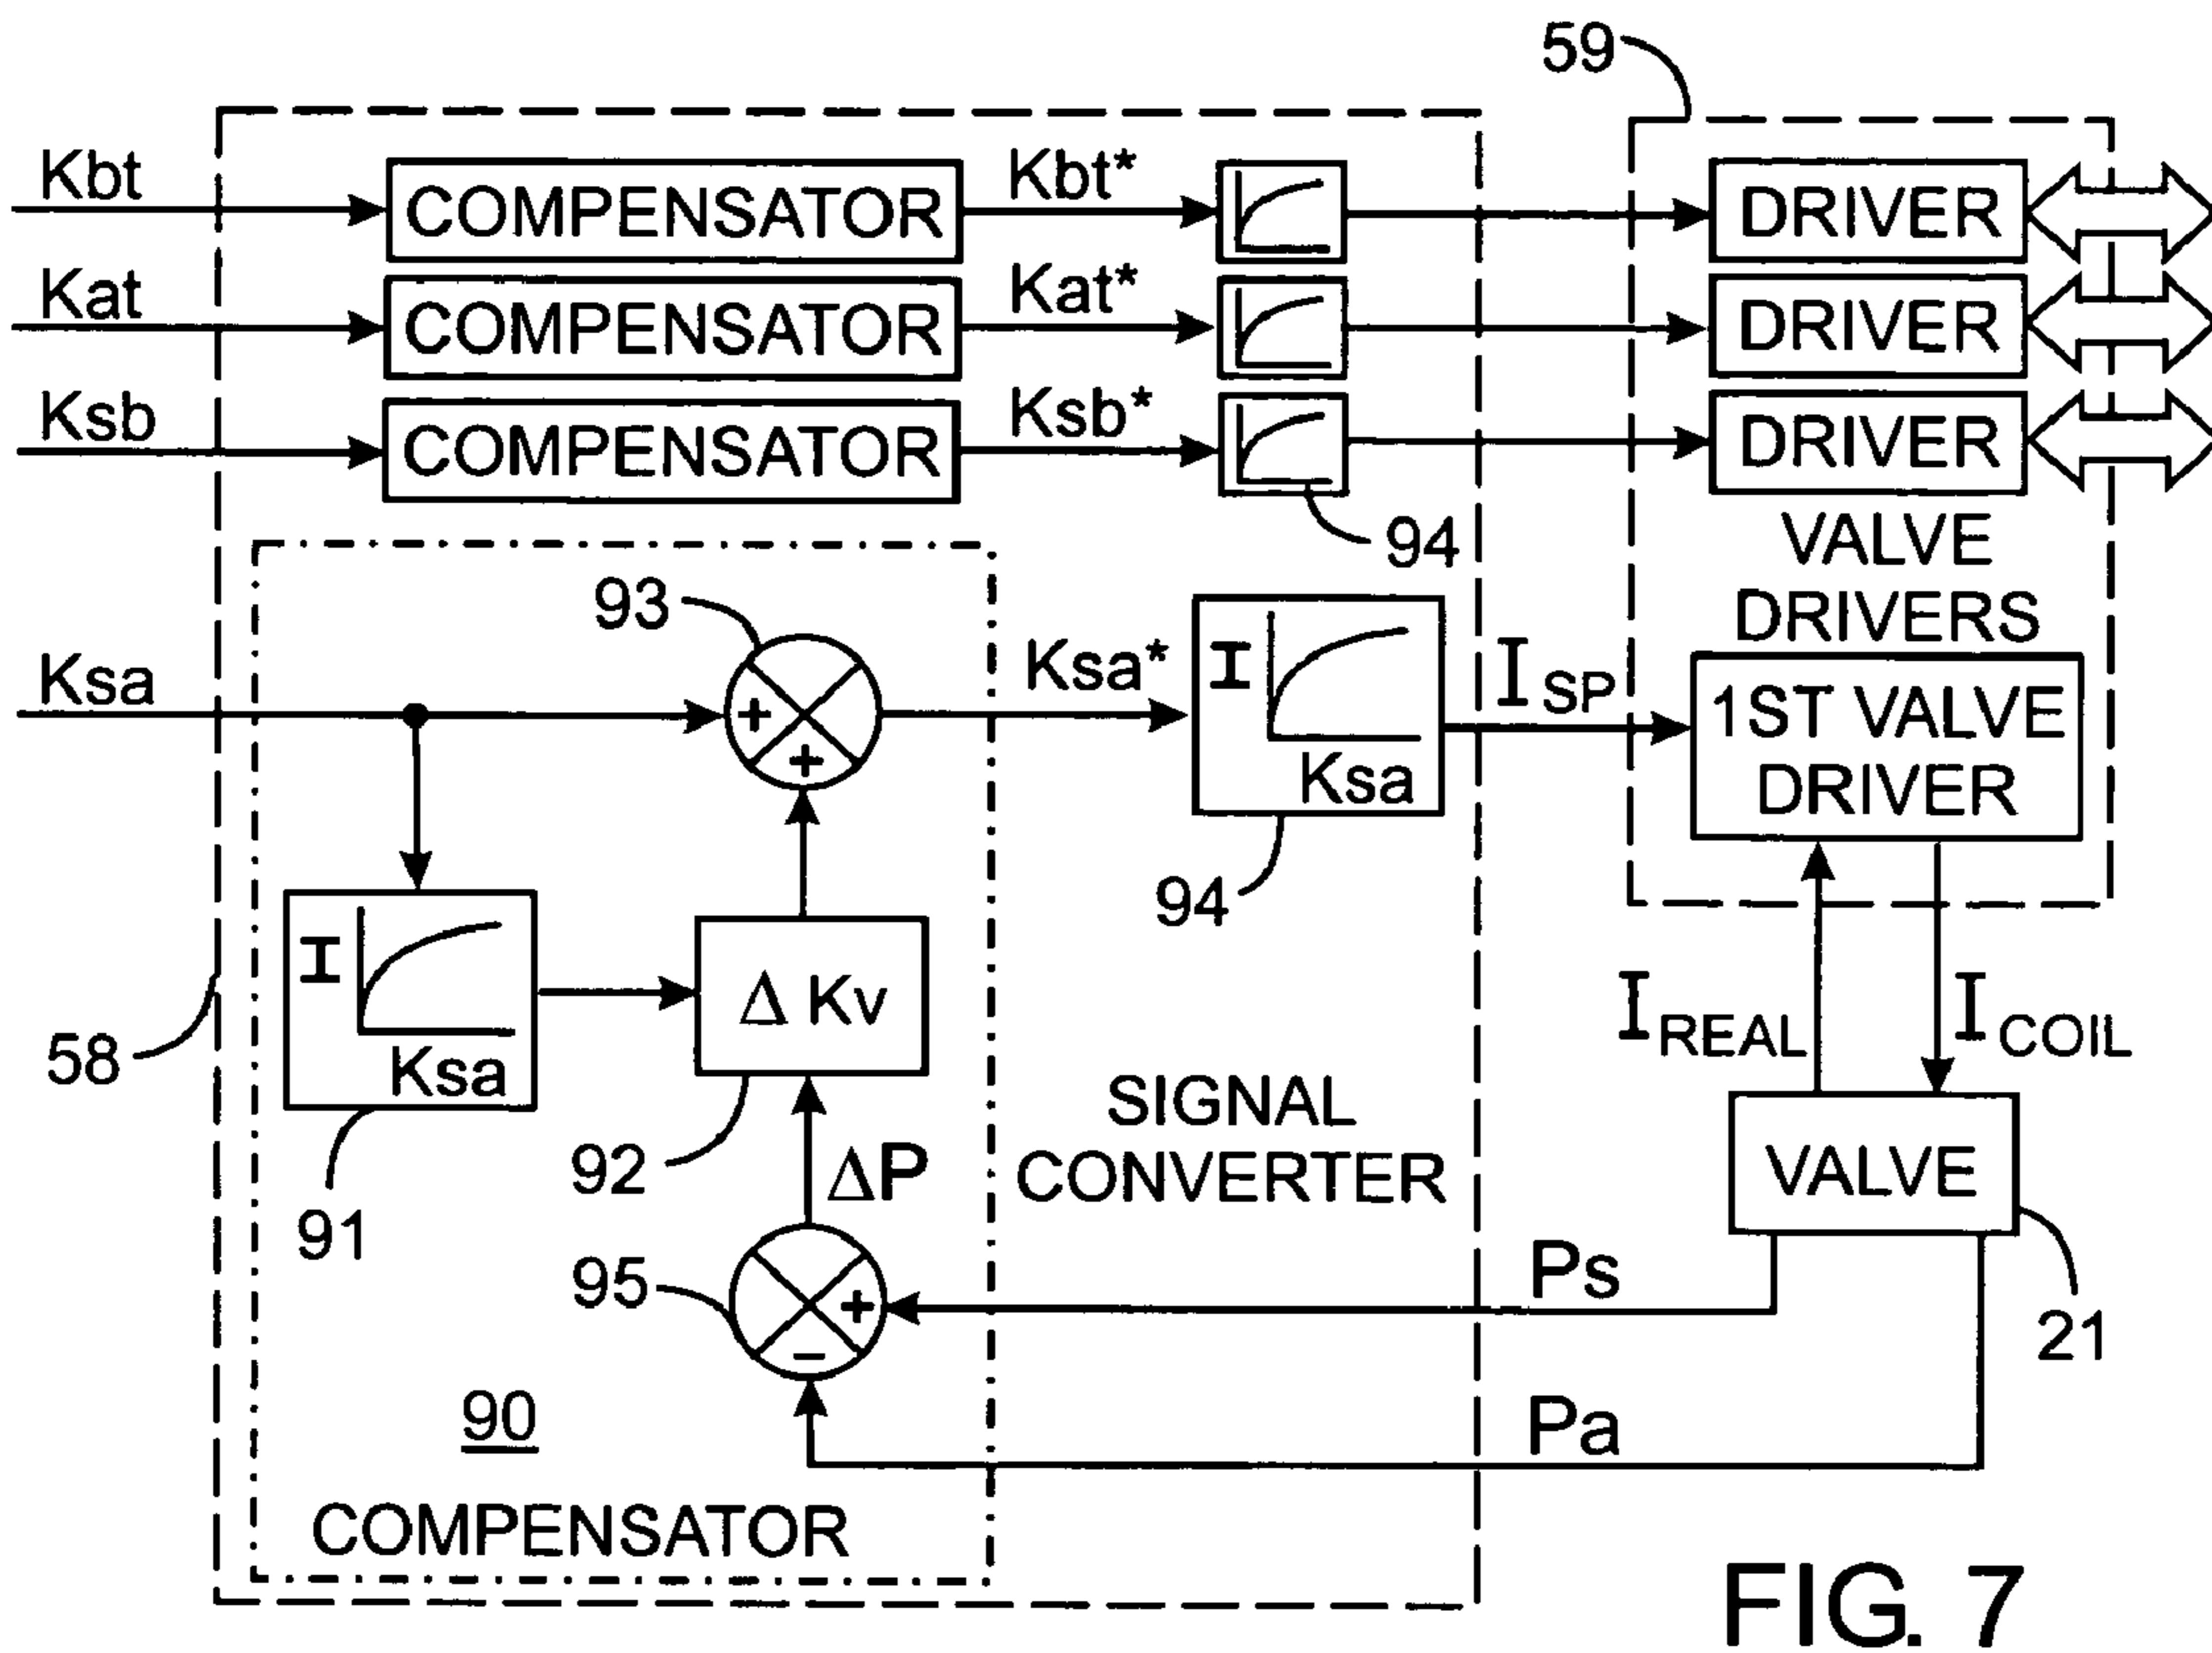 59
Kbt
COMPENSATOR
Kbt*
DRIVER
Kat
COMPENSATOR
Kat*
DRIVER
Ksb
COMPENSATOR
Ksb*
DRIVER
94
VALVE
DRIVERS
93
Ksa
+
+
Ksa*
I
Ksa
94
I SP
1ST VALVE
DRIVER
I
Ksa
91
Δ Kv
92
58
I REAL
I COIL
SIGNAL
CONVERTER
VALVE
21
ΔP
95
+
−
Ps
Pa
90
COMPENSATOR
FIG. 7